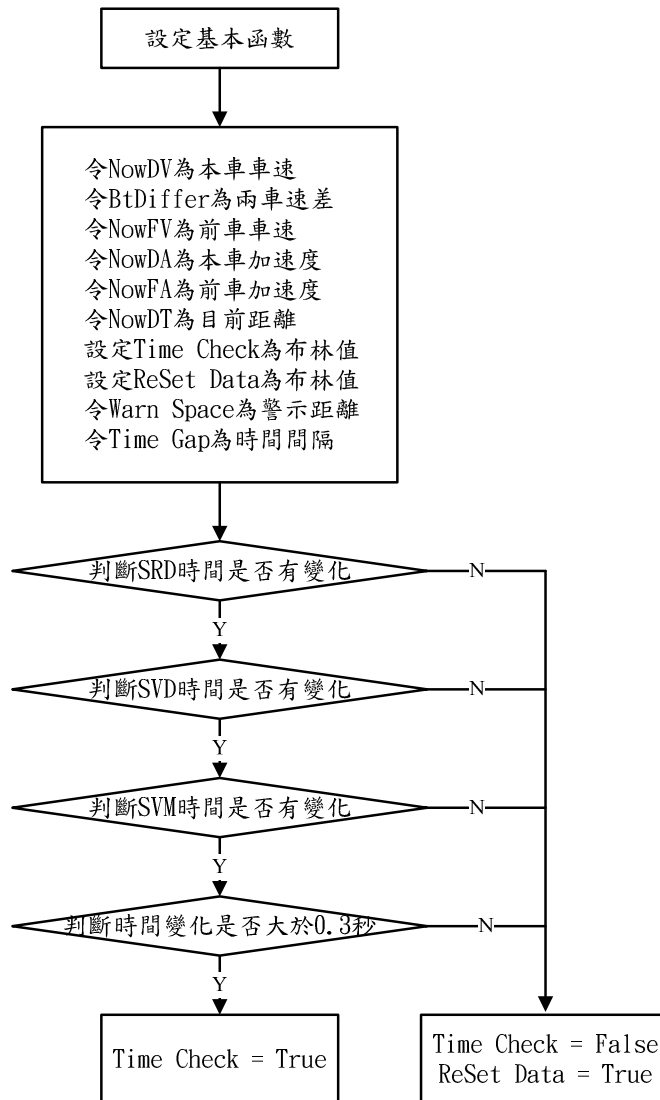 設定基本函數
令NowDV為本車車速
令BtDiffer為兩車速差
令NowFV為前車車速
令NowDA為本車加速度
令NowFA為前車加速度
令NowDT為目前距離
設定Time Check為布林值
設定ReSet Data為布林值
令Warn Space為警示距離
令Time Gap為時間間隔
判斷SRD時間是否有變化
N
Y
判斷SVD時間是否有變化
N
Y
判斷SVM時間是否有變化
N
Y
判斷時間變化是否大於0.3秒
N
Y
Time Check = True
Time Check = False
ReSet Data = True